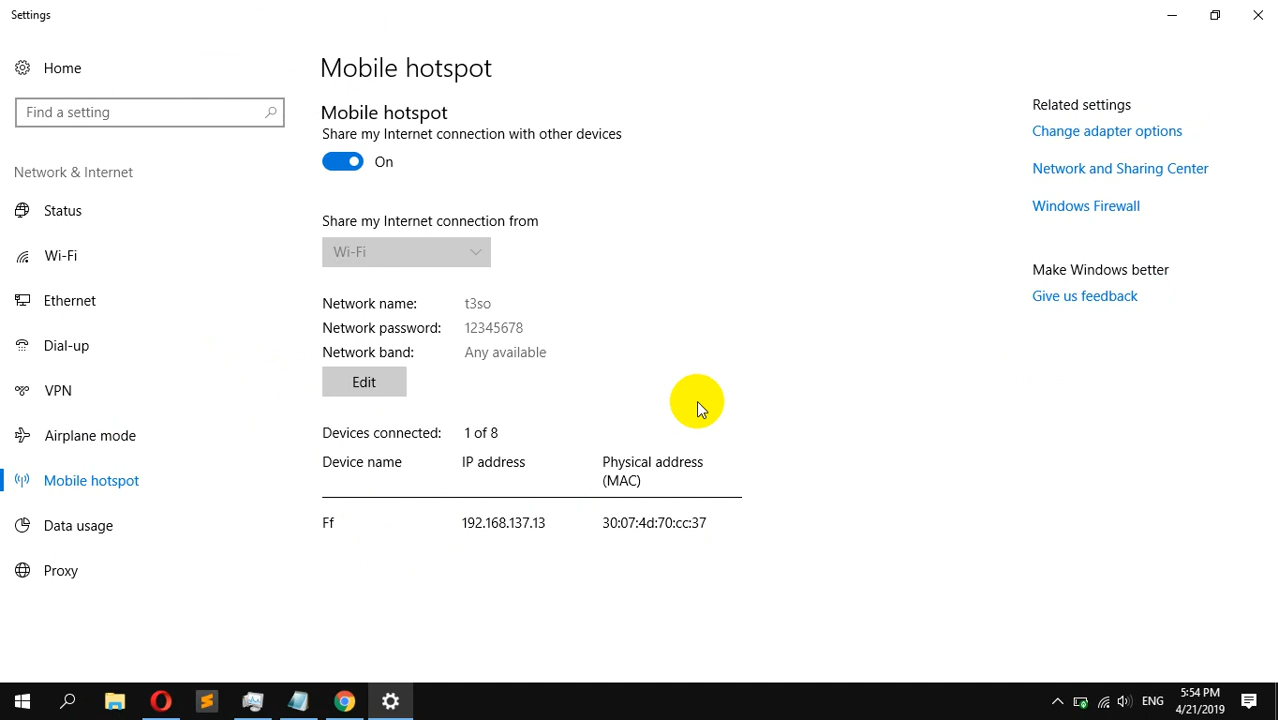 Settings
Home
Find a setting
Network & Internet
Status
Wi-Fi
Ethernet
Dial-up
VPN
Airplane mode
Mobile hotspot
Data usage
Proxy
Mobile hotspot
Mobile hotspot
Share my Internet connection with other devices
On
Share my Internet connection from
Wi-Fi
Network name: t3so
Network password: 12345678
Network band: Any available
Edit
Devices connected: 1 of 8
Device name IP address Physical address
(MAC)
Ff 192.168.137.13 30:07:4d:70:cc:37
Related settings
Change adapter options
Network and Sharing Center
Windows Firewall
Make Windows better
Give us feedback
ENG
5:54 PM
4/21/2019